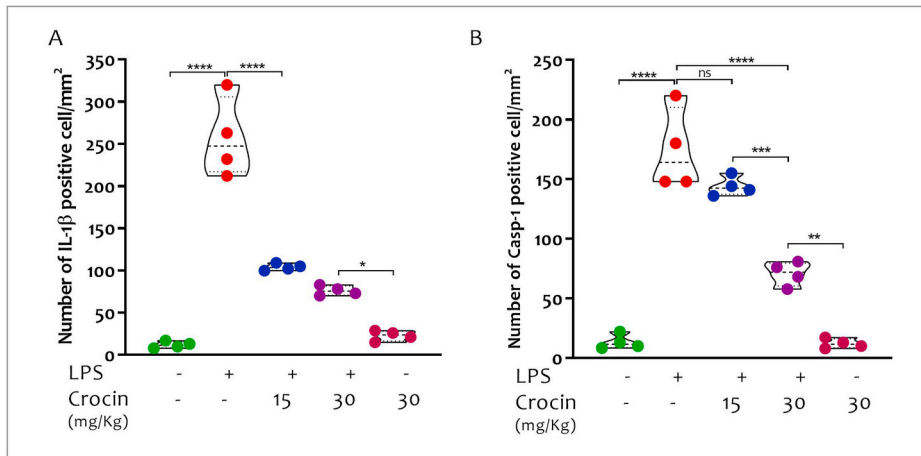 A
Number of IL-1β positive cell/mm²
350
300
250
200
150
100
50
0
****
****
*
LPS - + + + -
Crocin - - 15 30 30
(mg/Kg)
B
Number of Casp-1 positive cell/mm²
250
200
150
100
50
0
****
****
ns
***
**
LPS - + + + -
Crocin - - 15 30 30
(mg/Kg)